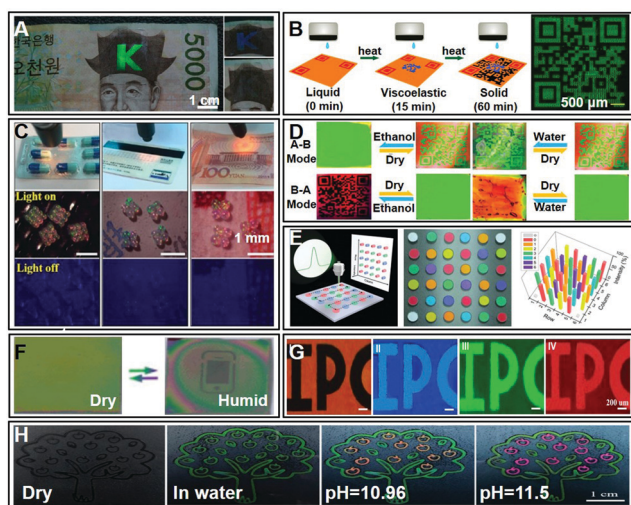 A
한국은행
오천원
K
5000
1 cm
B
heat
heat
Liquid
(0 min)
Viscoelastic
(15 min)
Solid
(60 min)
500 μm
C
100
Light on
1 mm
Light off
D
A-B
Mode
Ethanol
Dry
Water
Dry
B-A
Mode
Dry
Ethanol
Dry
Water
E
Intensity (%)
Column
Row
F
Dry
Humid
G
IPC
II
IPC
III
IPC
IV
IPC
200 um
H
Dry
In water
pH=10.96
pH=11.5
1 cm